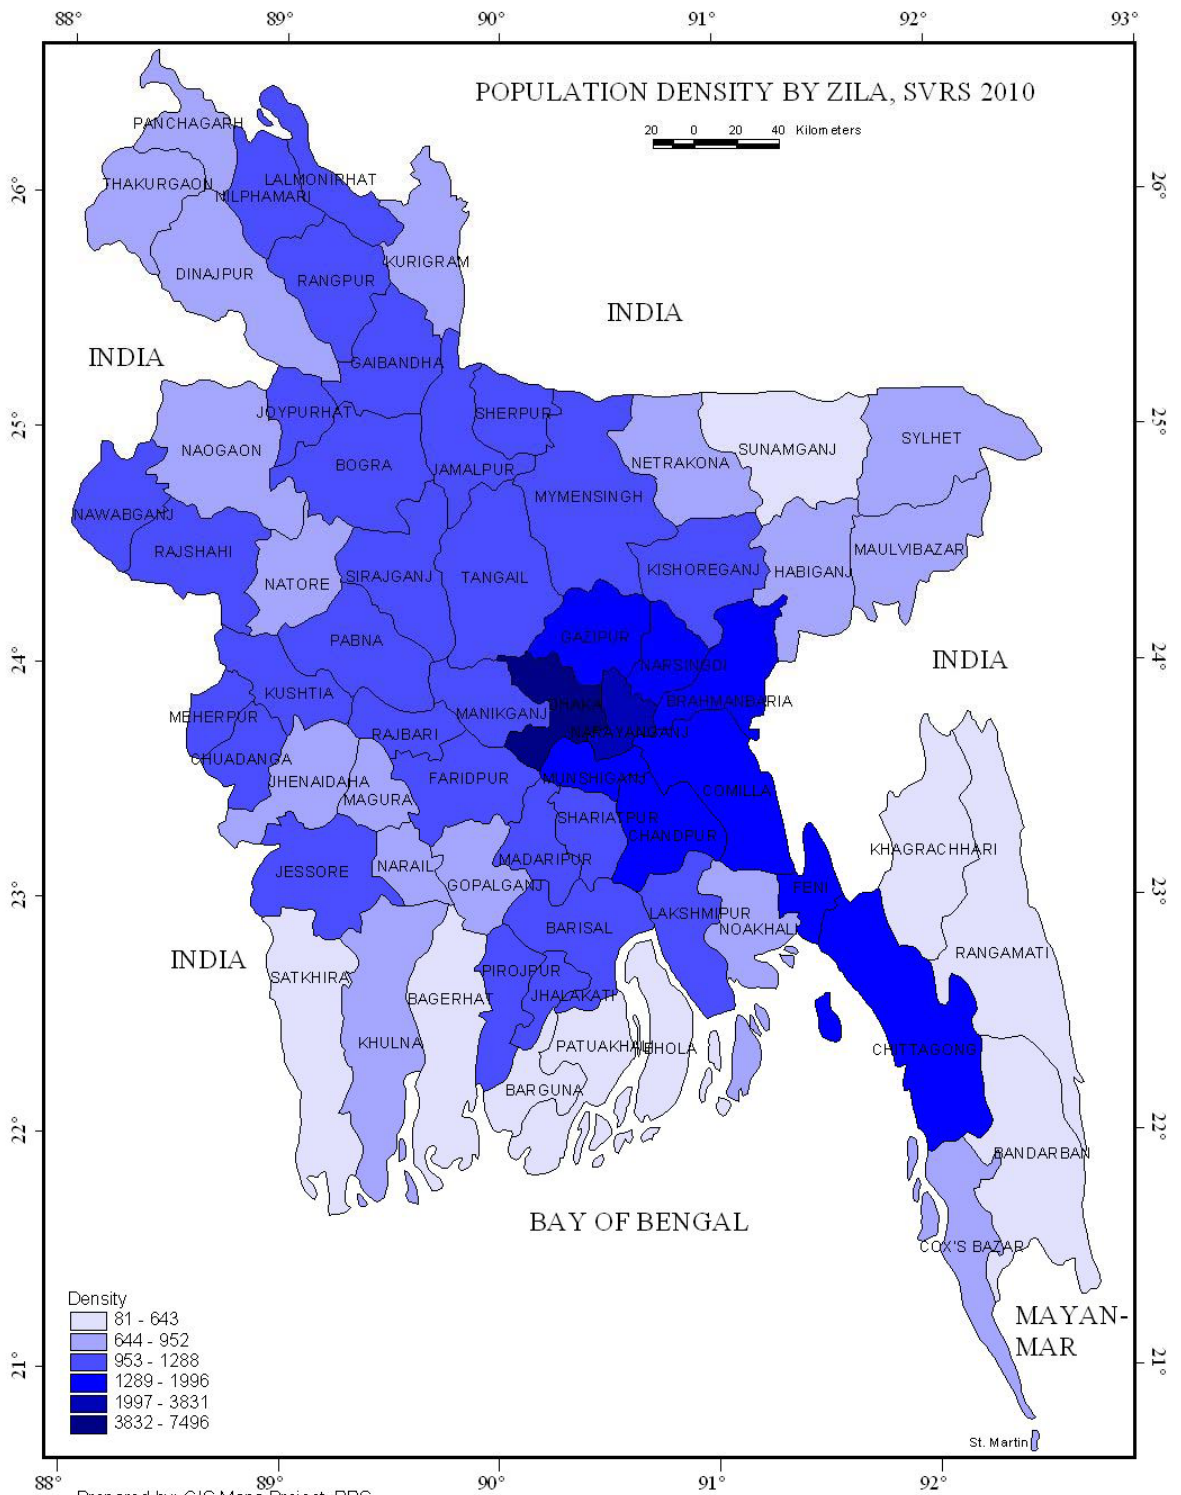 88° 89° 90° 91° 92° 93°
POPULATION DENSITY BY ZILA, SVRS 2010
20 0 20 40 Kilometers
PANCHAGARH
THAKURGAON
LALMONIRHAT
NILPHAMARI
26° 26°
DINAJPUR
RANGPUR
KURIGRAM
INDIA
INDIA
GAIBANDHA
JOYPURHAT
SHERPUR
25° 25°
NAOGAON
BOGRA
JAMALPUR
NETRAKONA
SUNAMGANJ
SYLHET
MYMENSINGH
NAWABGANJ
RAJSHAHI
NATORE
SIRAJGANJ
TANGAIL
KISHOREGANJ
HABIGANJ
MAULVIBAZAR
PABNA
GAZIPUR
24° 24°
NARSINGDI
INDIA
KUSHTIA
MEHERPUR
MANIKGANJ
DHAKA
BRAHMANBARIA
RAJBARI
NARAYANGANJ
CHUADANGA
JHENAIDAHA
FARIDPUR
MUNSHIGANJ
MAGURA
COMILLA
SHARIATPUR
CHANDPUR
KHAGRACHHARI
JESSORE
NARAIL
MADARIPUR
GOPALGANJ
23° 23°
FENI
LAKSHMIPUR
BARISAL
NOAKHALI
INDIA
SATKHIRA
PIROJPUR
RANGAMATI
BAGERHAT
JHALAKATI
KHULNA
PATUAKHALI
BHOLA
CHITTAGONG
BARGUNA
22° 22°
BANDARBAN
BAY OF BENGAL
COX'S BAZAR
Density
81 - 643
644 - 952
953 - 1288
1289 - 1996
1997 - 3831
3832 - 7496
MAYAN-
MAR
21° 21°
St. Martin
88° 89° 90° 91° 92°
Prepared by: GIS Maps Project, BBS